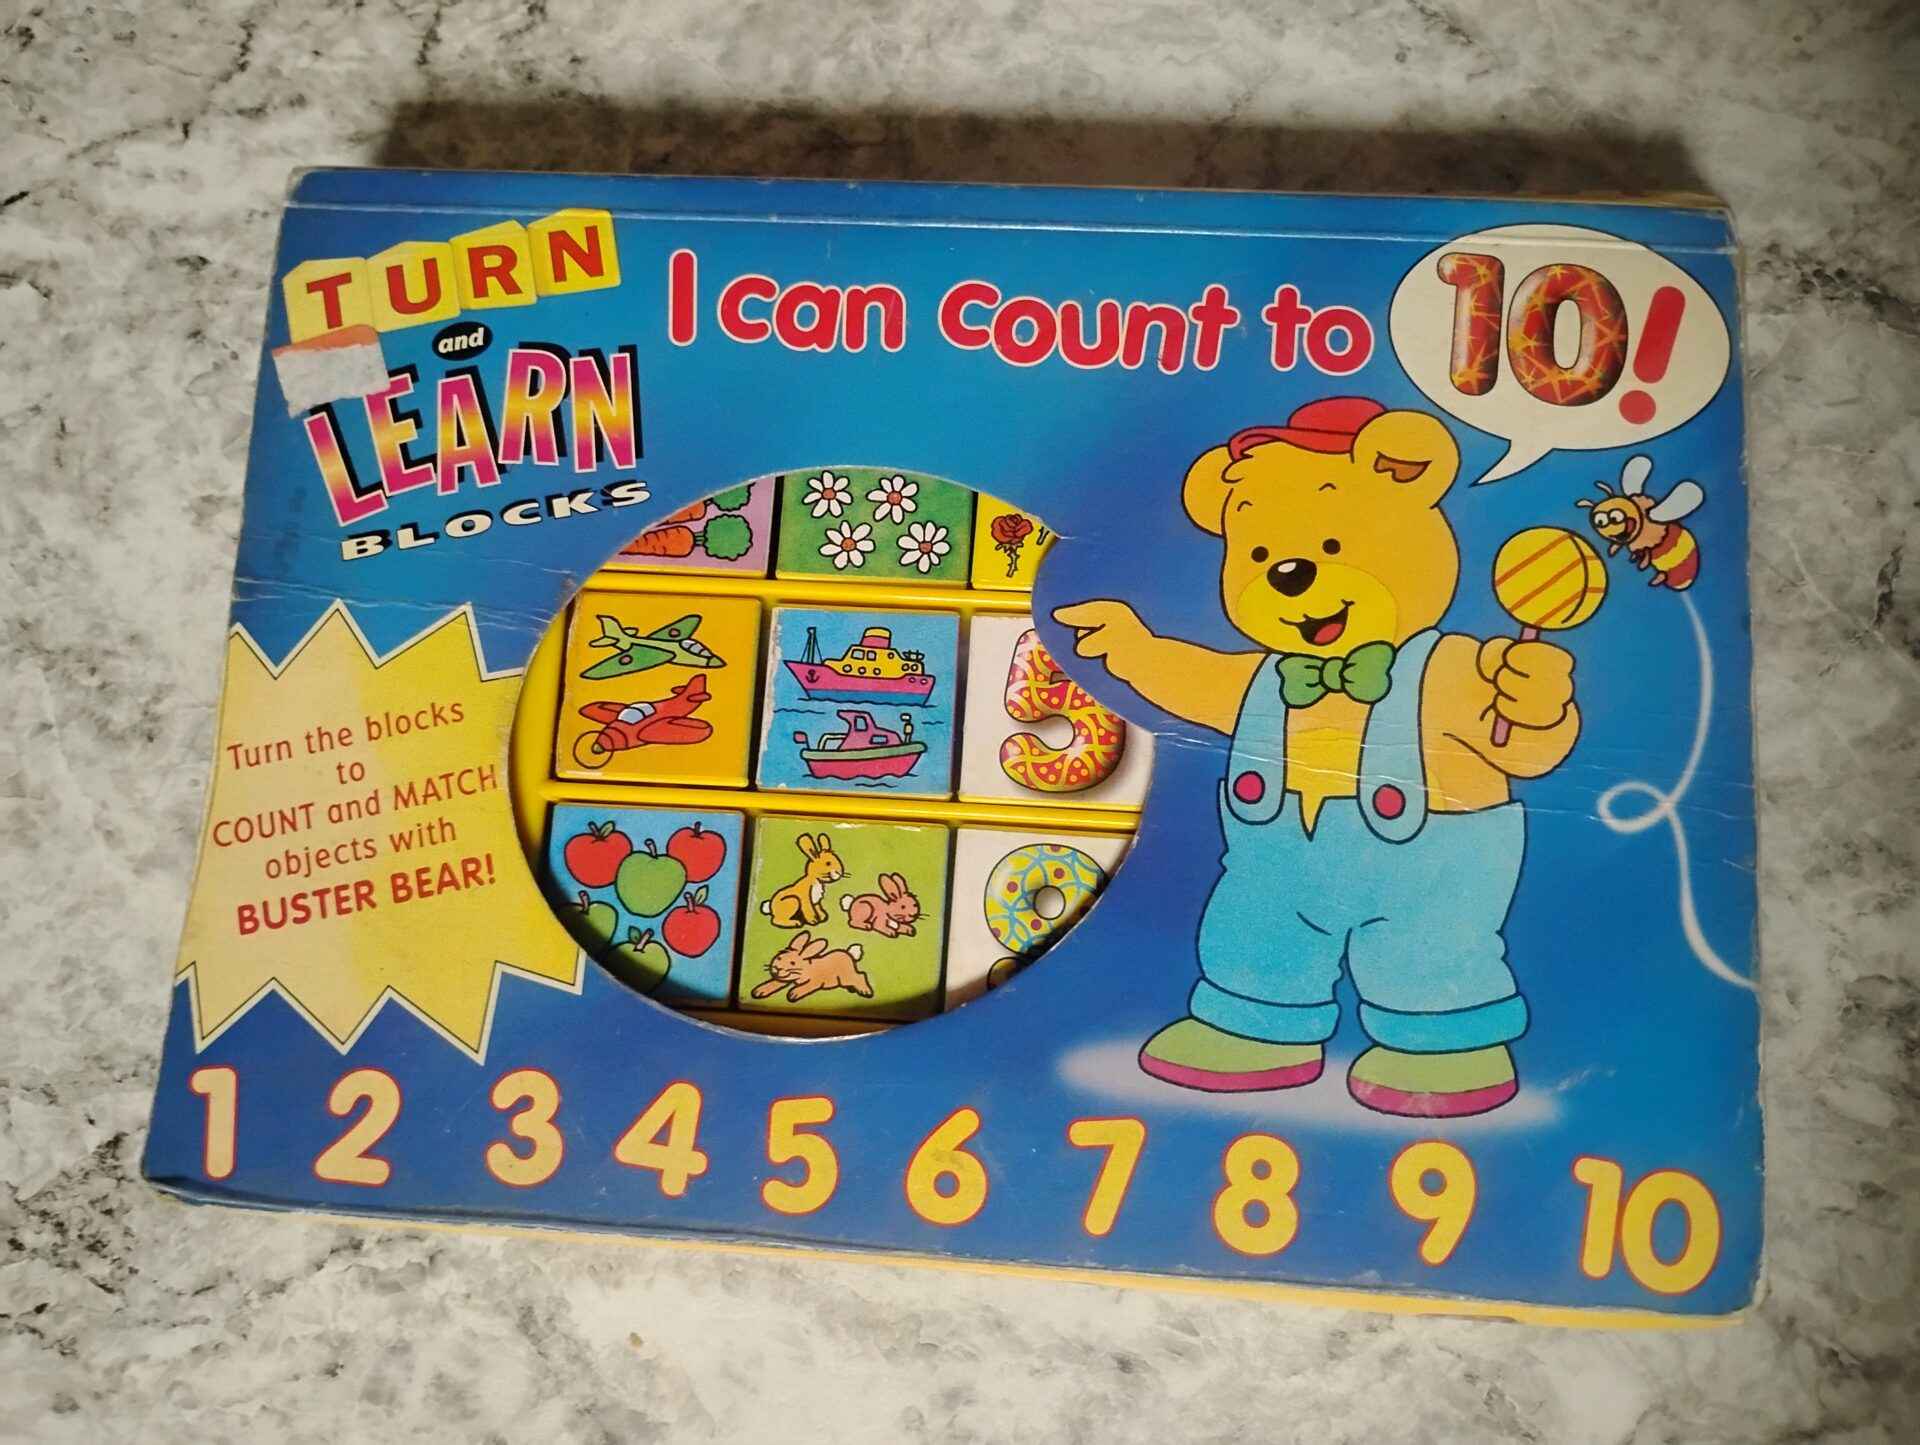 TURN
and
LEARN
BLOCKS
I can count to 10!
Turn the blocks
to
COUNT and MATCH
objects with
BUSTER BEAR!
5
1 2 3 4 5 6 7 8 9 10